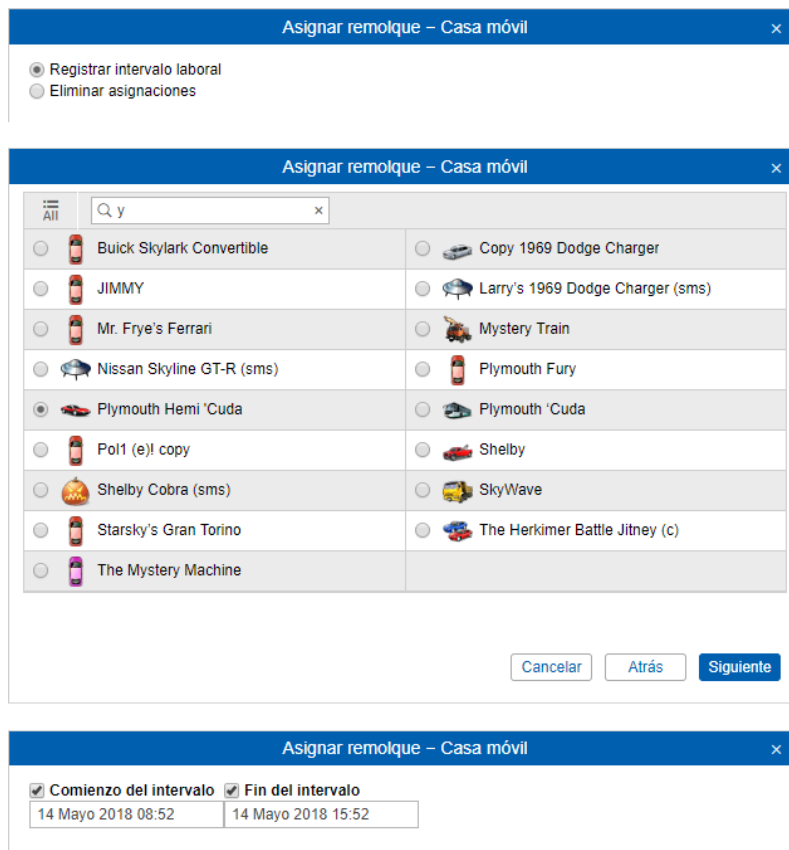 Asignar remolque – Casa móvil ×
Registrar intervalo laboral
Eliminar asignaciones
Asignar remolque – Casa móvil ×
All y ×
Buick Skylark Convertible Copy 1969 Dodge Charger
JIMMY Larry’s 1969 Dodge Charger (sms)
Mr. Frye’s Ferrari Mystery Train
Nissan Skyline GT-R (sms) Plymouth Fury
Plymouth Hemi 'Cuda Plymouth ‘Cuda
Pol1 (e)! copy Shelby
Shelby Cobra (sms) SkyWave
Starsky’s Gran Torino The Herkimer Battle Jitney (c)
The Mystery Machine
Cancelar Atrás Siguiente
Asignar remolque – Casa móvil ×
Comienzo del intervalo Fin del intervalo
14 Mayo 2018 08:52 14 Mayo 2018 15:52